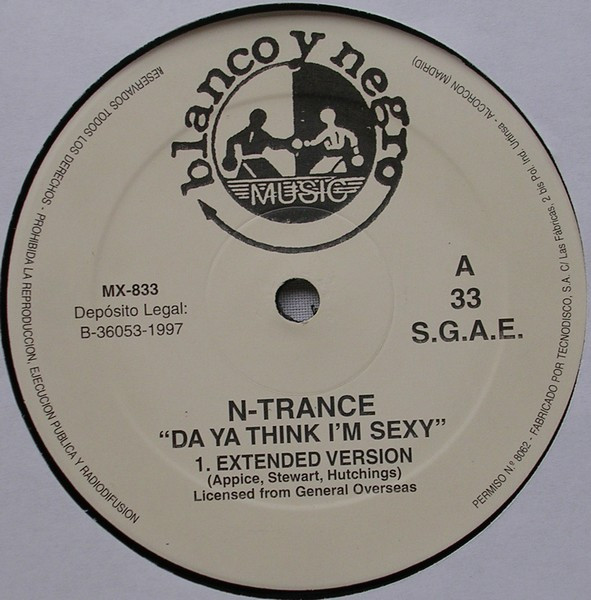 blanco y negro
MUSIC
MX-833
Depósito Legal:
B-36053-1997
A
33
S.G.A.E.
N-TRANCE
“DA YA THINK I’M SEXY”
1. EXTENDED VERSION
(Appice, Stewart, Hutchings)
Licensed from General Overseas
RESERVADOS TODOS LOS DERECHOS - PROHIBIDA LA REPRODUCCION, EJECUCION PUBLICA Y RADIODIFUSION
PERMISO N.º 8062 - FABRICADO POR TECNODISCO, S.A. C/ Las Fábricas, 2 bis Pol. Ind. Urtinsa - ALCORCON (MADRID)